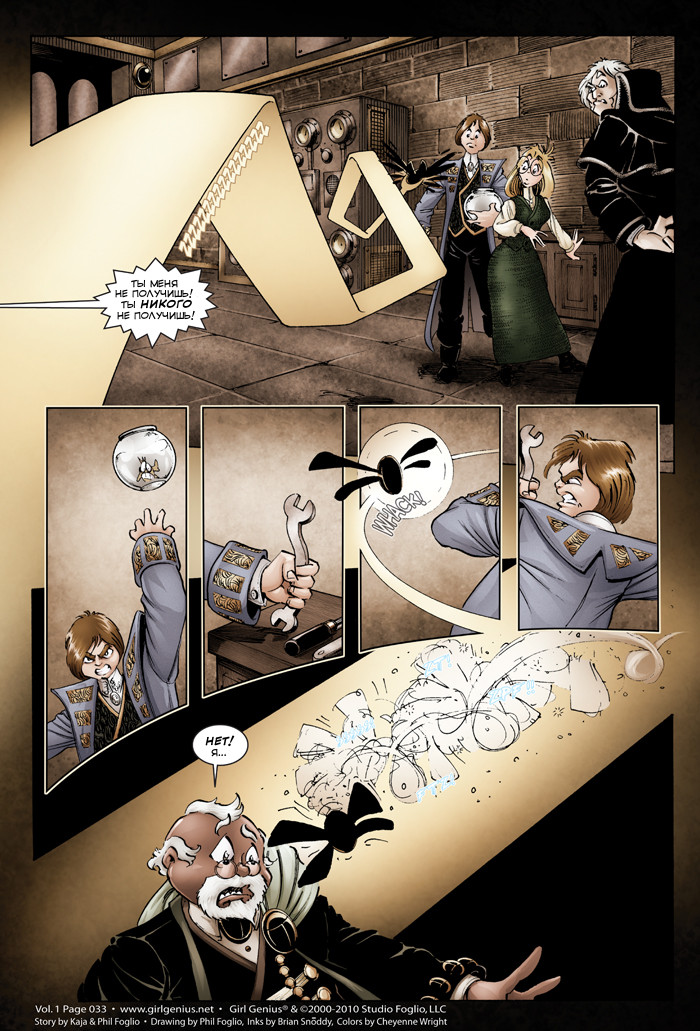 ТЫ МЕНЯ
НЕ ПОЛУЧИШЬ!
ТЫ НИКОГО
НЕ ПОЛУЧИШЬ!
WHACK!
НЕТ!
Я...
Vol. 1 Page 033 • www.girlgenius.net • Girl Genius® & ©2000-2010 Studio Foglio, LLC
Story by Kaja & Phil Foglio • Drawing by Phil Foglio, Inks by Brian Snōddy, Colors by Cheyenne Wright